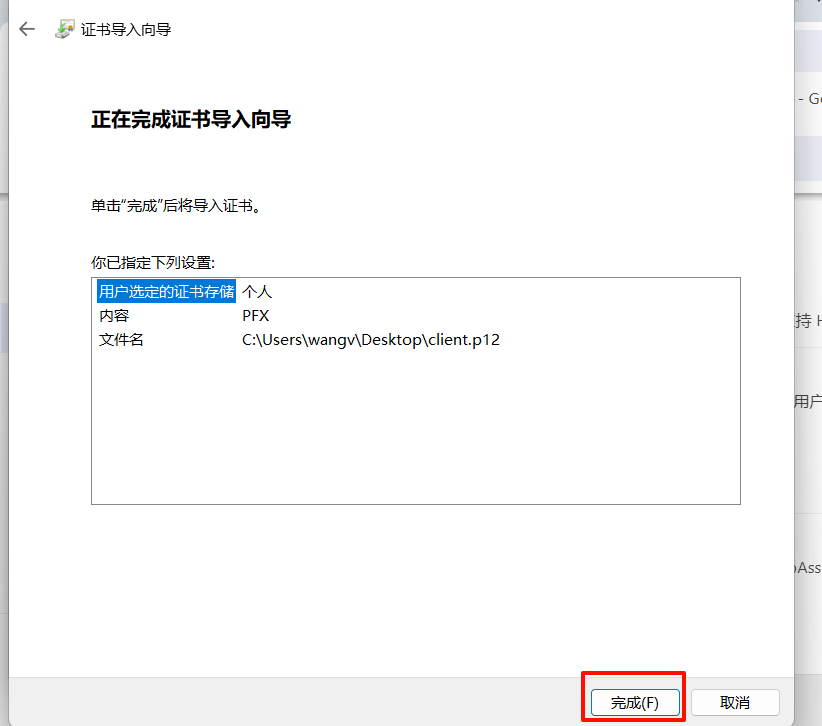 证书导入向导
- G
正在完成证书导入向导
单击“完成”后将导入证书。
你已指定下列设置:
用户选定的证书存储 个人
内容 PFX
持 H
文件名 C:\Users\wangv\Desktop\client.p12
用户
Ass
完成(F) 取消